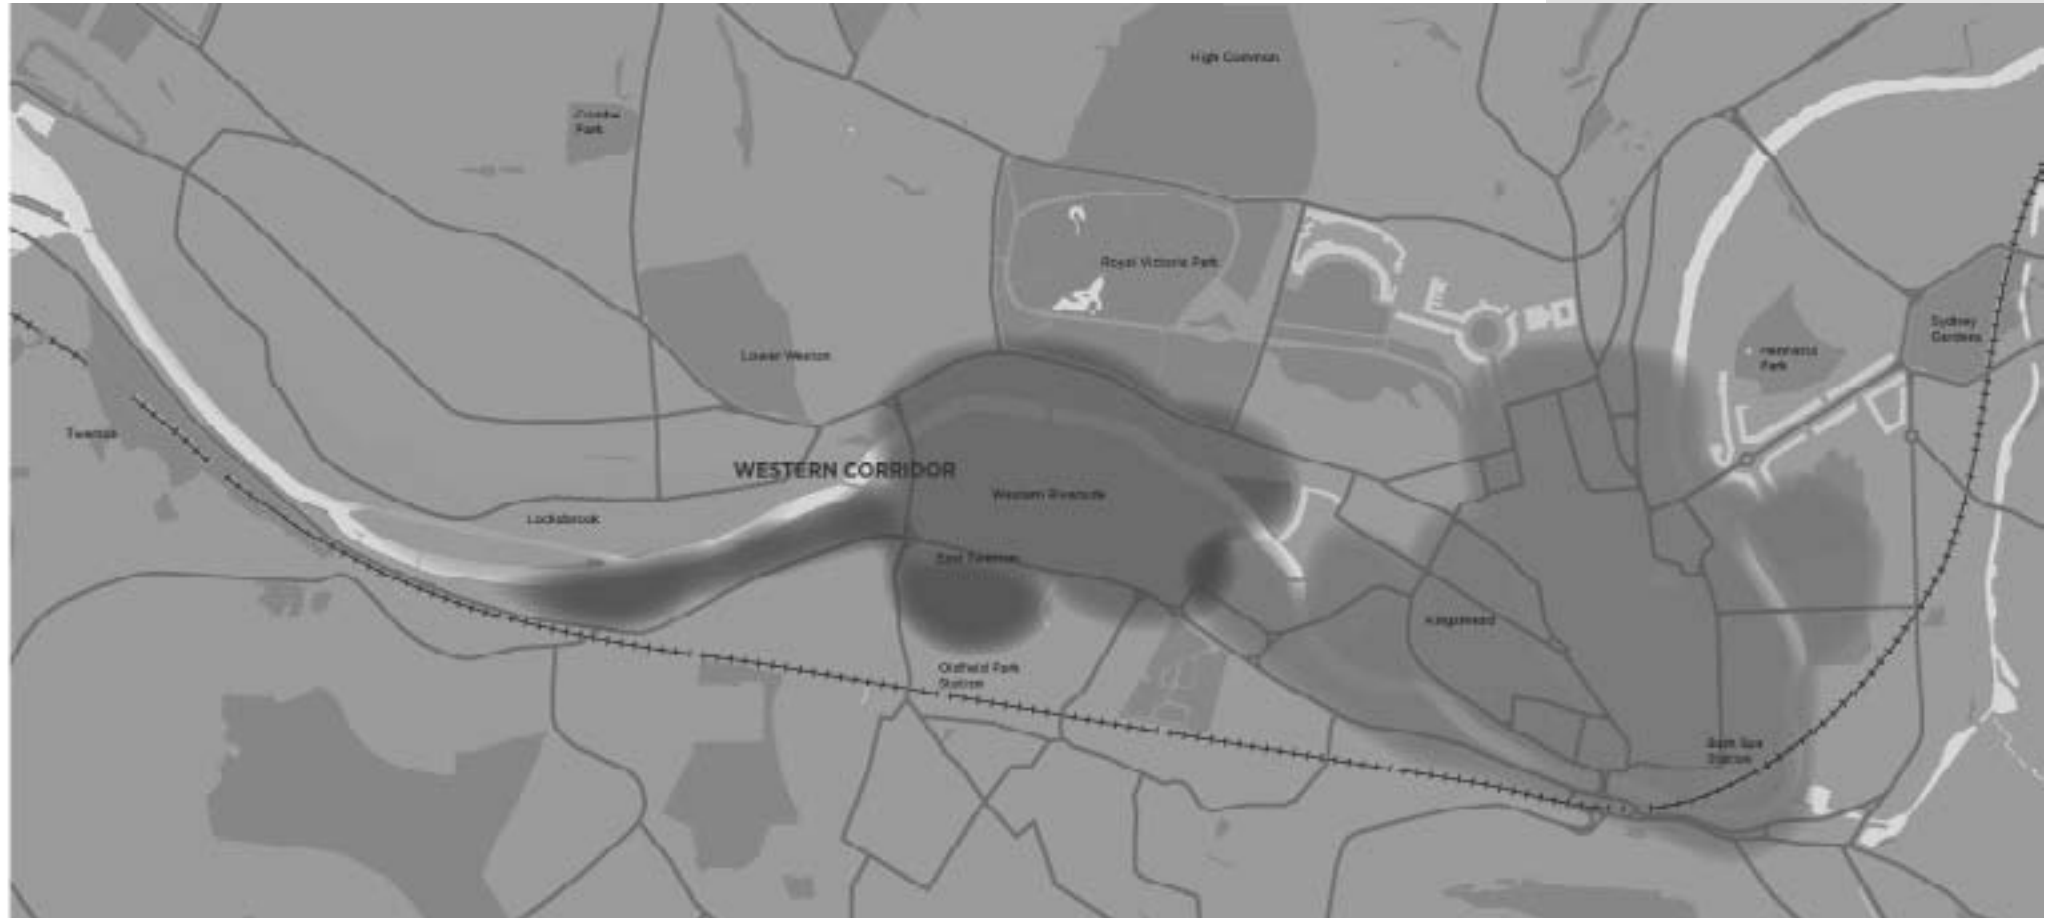 High Common
Park
Royal Victoria Park
Sydney
Gardens
Lower Weston
Henrietta
Park
Twerton
WESTERN CORRIDOR
Western Riverside
Locksbrook
East Twerton
Kingsmead
Oldfield Park
Station
Bath Spa
Station